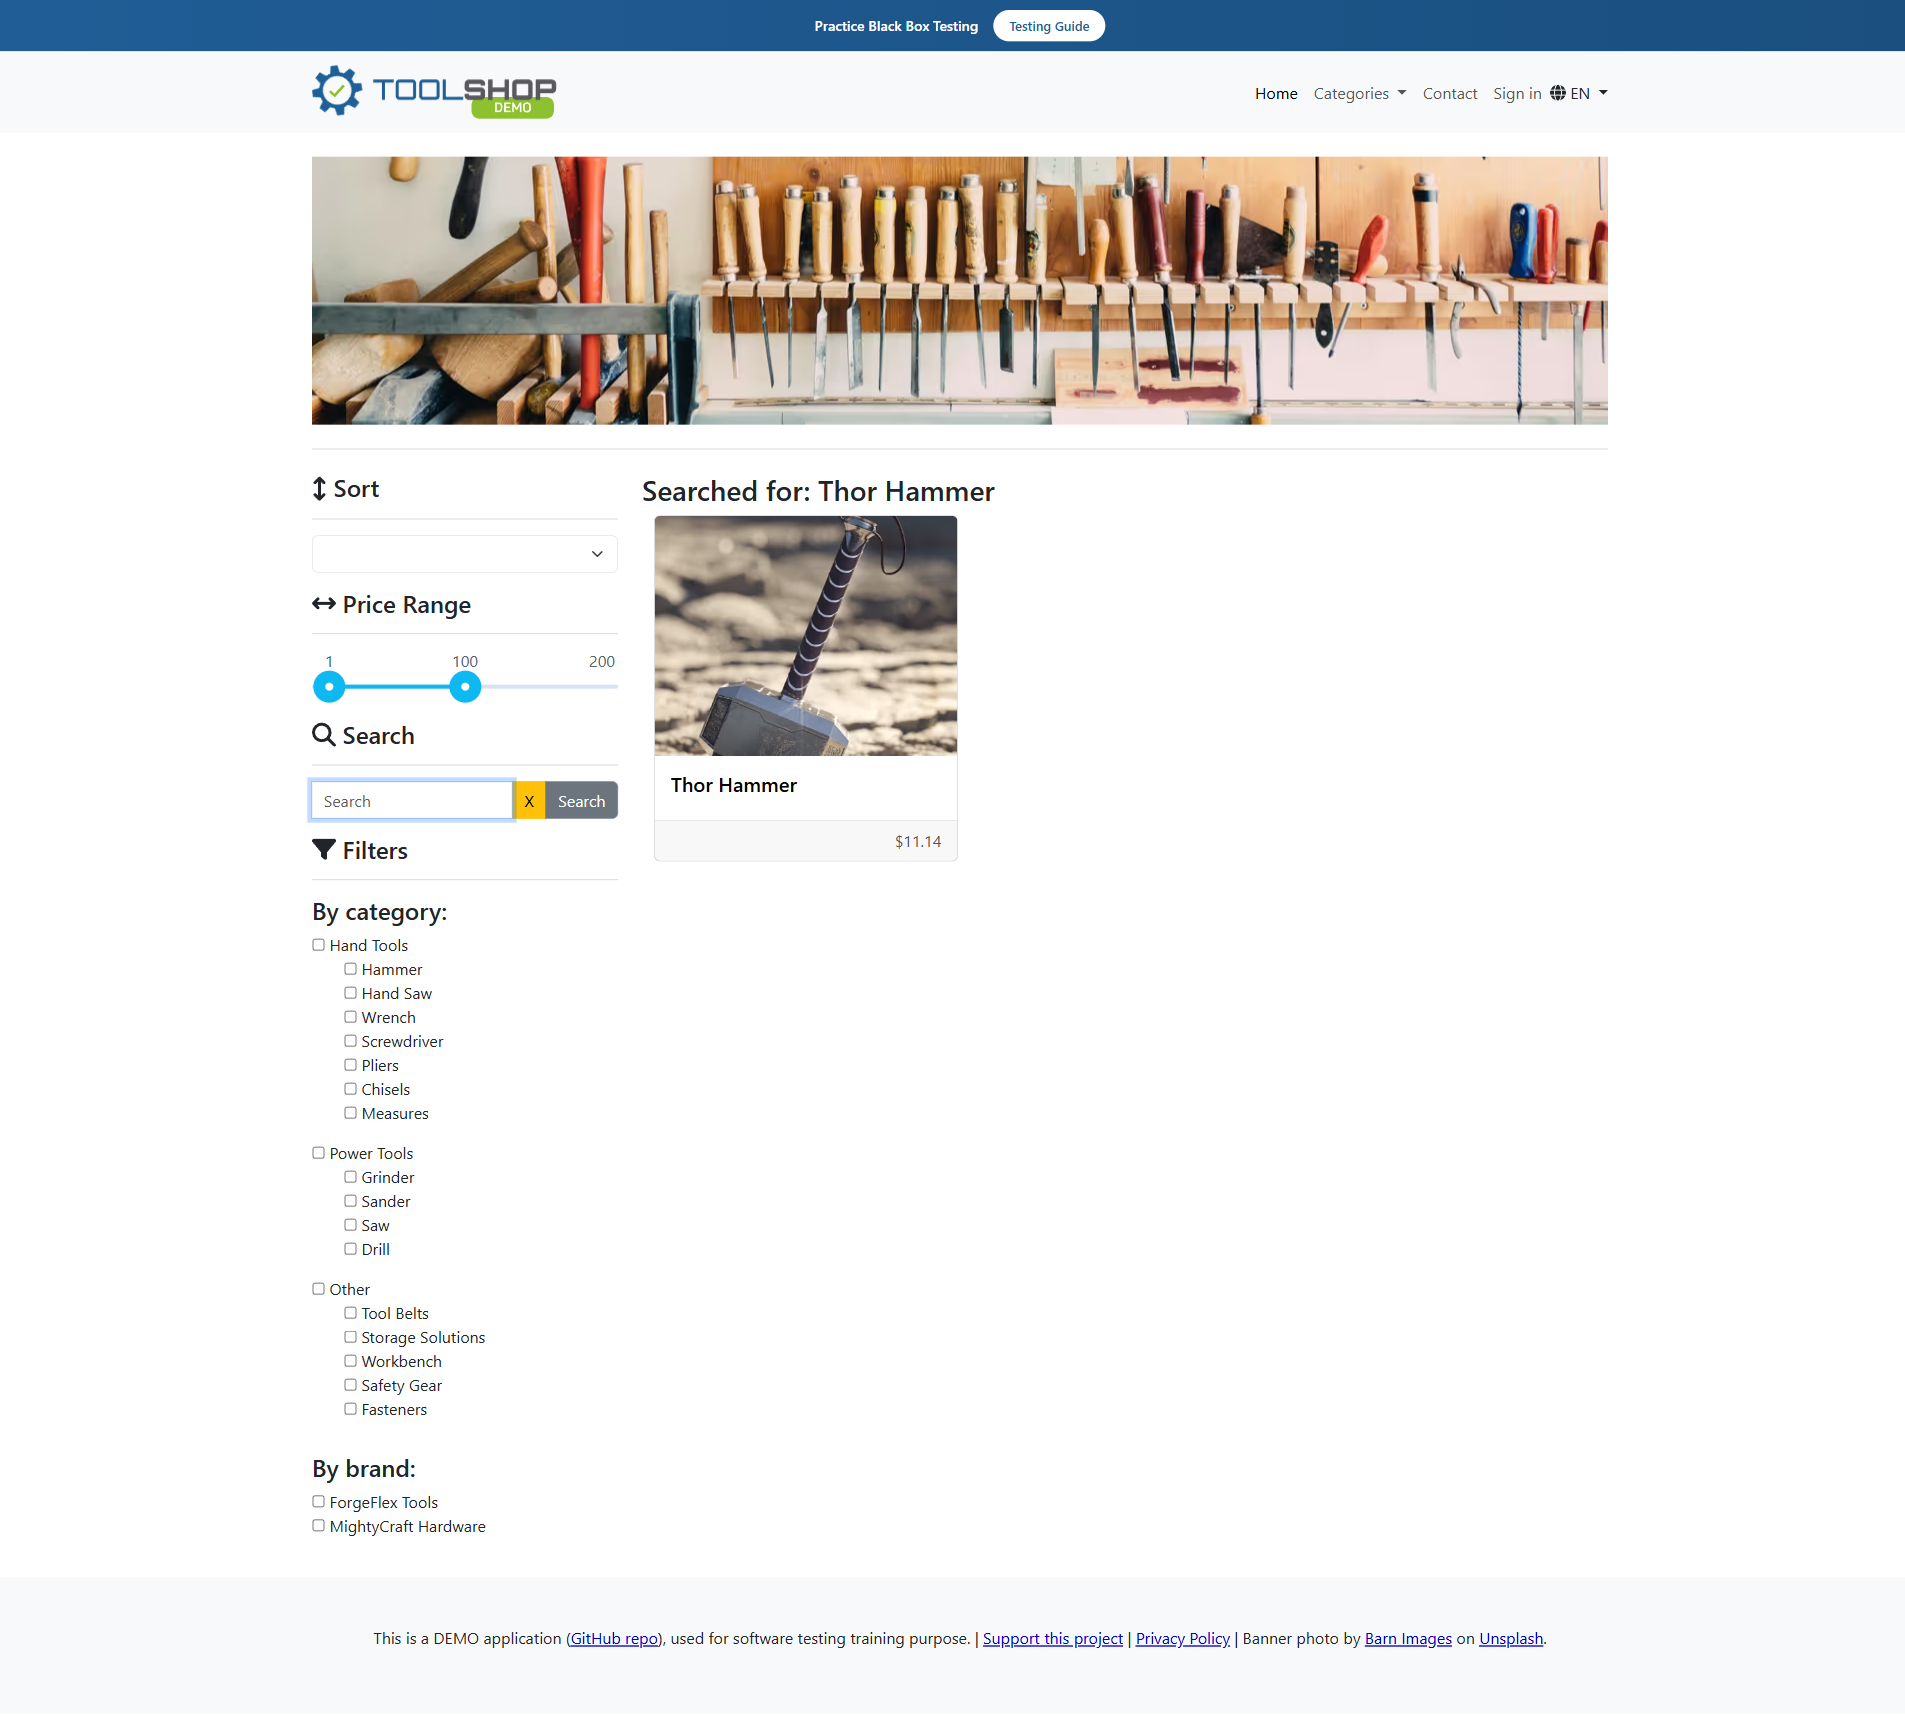 Practice Black Box Testing Testing Guide
TOOLSHOP
DEMO
Home Categories Contact Sign in EN
Sort
Searched for: Thor Hammer
Price Range
1 100 200
Search
Thor Hammer
Search X Search
$11.14
Filters
By category:
Hand Tools
Hammer
Hand Saw
Wrench
Screwdriver
Pliers
Chisels
Measures
Power Tools
Grinder
Sander
Saw
Drill
Other
Tool Belts
Storage Solutions
Workbench
Safety Gear
Fasteners
By brand:
ForgeFlex Tools
MightyCraft Hardware
This is a DEMO application (GitHub repo), used for software testing training purpose. | Support this project | Privacy Policy | Banner photo by Barn Images on Unsplash.